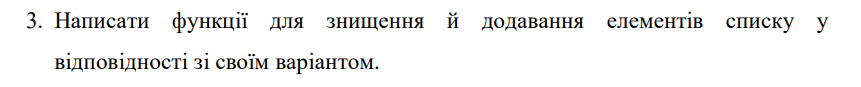 3. Написати функції для знищення й додавання елементів списку у
відповідності зі своїм варіантом.